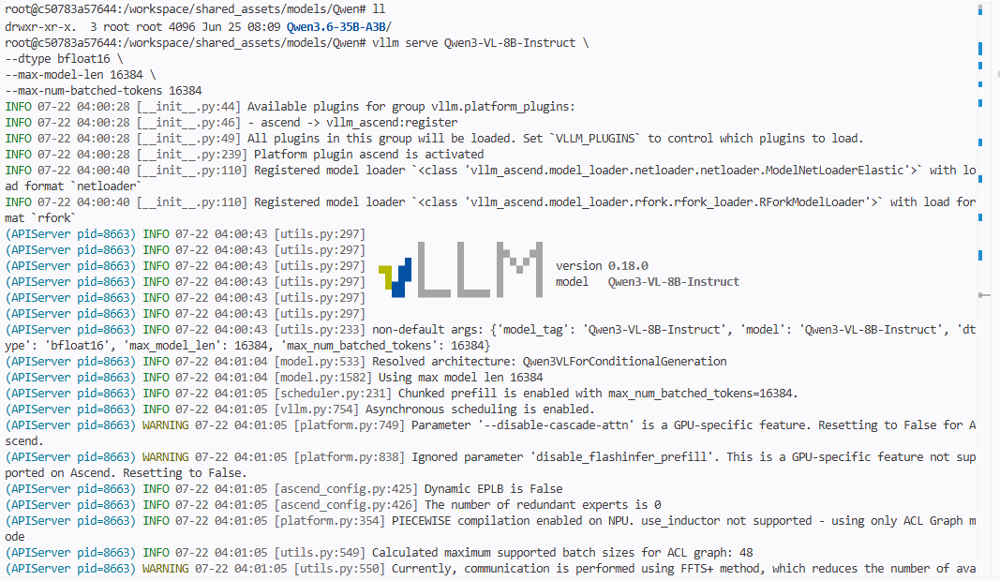 root@c50783a57644:/workspace/shared_assets/models/Qwen# ll
drwxr-xr-x.  3 root root 4096 Jun 25 08:09 Qwen3.6-35B-A3B/
root@c50783a57644:/workspace/shared_assets/models/Qwen# vllm serve Qwen3-VL-8B-Instruct \
--dtype bfloat16 \
--max-model-len 16384 \
--max-num-batched-tokens 16384
INFO 07-22 04:00:28 [__init__.py:44] Available plugins for group vllm.platform_plugins:
INFO 07-22 04:00:28 [__init__.py:46] - ascend -> vllm_ascend:register
INFO 07-22 04:00:28 [__init__.py:49] All plugins in this group will be loaded. Set `VLLM_PLUGINS` to control which plugins to load.
INFO 07-22 04:00:28 [__init__.py:239] Platform plugin ascend is activated
INFO 07-22 04:00:40 [__init__.py:110] Registered model loader `<class 'vllm_ascend.model_loader.netloader.netloader.ModelNetLoaderElastic'>` with lo
ad format `netloader`
INFO 07-22 04:00:40 [__init__.py:110] Registered model loader `<class 'vllm_ascend.model_loader.rfork.rfork_loader.RForkModelLoader'>` with load for
mat `rfork`
(APIServer pid=8663) INFO 07-22 04:00:43 [utils.py:297]
(APIServer pid=8663) INFO 07-22 04:00:43 [utils.py:297]
(APIServer pid=8663) INFO 07-22 04:00:43 [utils.py:297] VLLM version 0.18.0
(APIServer pid=8663) INFO 07-22 04:00:43 [utils.py:297] model   Qwen3-VL-8B-Instruct
(APIServer pid=8663) INFO 07-22 04:00:43 [utils.py:297]
(APIServer pid=8663) INFO 07-22 04:00:43 [utils.py:297]
(APIServer pid=8663) INFO 07-22 04:00:43 [utils.py:233] non-default args: {'model_tag': 'Qwen3-VL-8B-Instruct', 'model': 'Qwen3-VL-8B-Instruct', 'dt
ype': 'bfloat16', 'max_model_len': 16384, 'max_num_batched_tokens': 16384}
(APIServer pid=8663) INFO 07-22 04:01:04 [model.py:533] Resolved architecture: Qwen3VLForConditionalGeneration
(APIServer pid=8663) INFO 07-22 04:01:04 [model.py:1582] Using max model len 16384
(APIServer pid=8663) INFO 07-22 04:01:05 [scheduler.py:231] Chunked prefill is enabled with max_num_batched_tokens=16384.
(APIServer pid=8663) INFO 07-22 04:01:05 [vllm.py:754] Asynchronous scheduling is enabled.
(APIServer pid=8663) WARNING 07-22 04:01:05 [platform.py:749] Parameter '--disable-cascade-attn' is a GPU-specific feature. Resetting to False for A
scend.
(APIServer pid=8663) WARNING 07-22 04:01:05 [platform.py:838] Ignored parameter 'disable_flashinfer_prefill'. This is a GPU-specific feature not sup
ported on Ascend. Resetting to False.
(APIServer pid=8663) INFO 07-22 04:01:05 [ascend_config.py:425] Dynamic EPLB is False
(APIServer pid=8663) INFO 07-22 04:01:05 [ascend_config.py:426] The number of redundant experts is 0
(APIServer pid=8663) INFO 07-22 04:01:05 [platform.py:354] PIECEWISE compilation enabled on NPU. use_inductor not supported - using only ACL Graph m
ode
(APIServer pid=8663) INFO 07-22 04:01:05 [utils.py:549] Calculated maximum supported batch sizes for ACL graph: 48
(APIServer pid=8663) WARNING 07-22 04:01:05 [utils.py:550] Currently, communication is performed using FFTS+ method, which reduces the number of ava